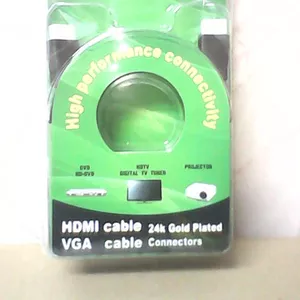 High performance connectivity
DVD
HD-DVD
HDTV
DIGITAL TV TUNER
PROJECTOR
HDMI cable 24k Gold Plated
VGA cable Connectors